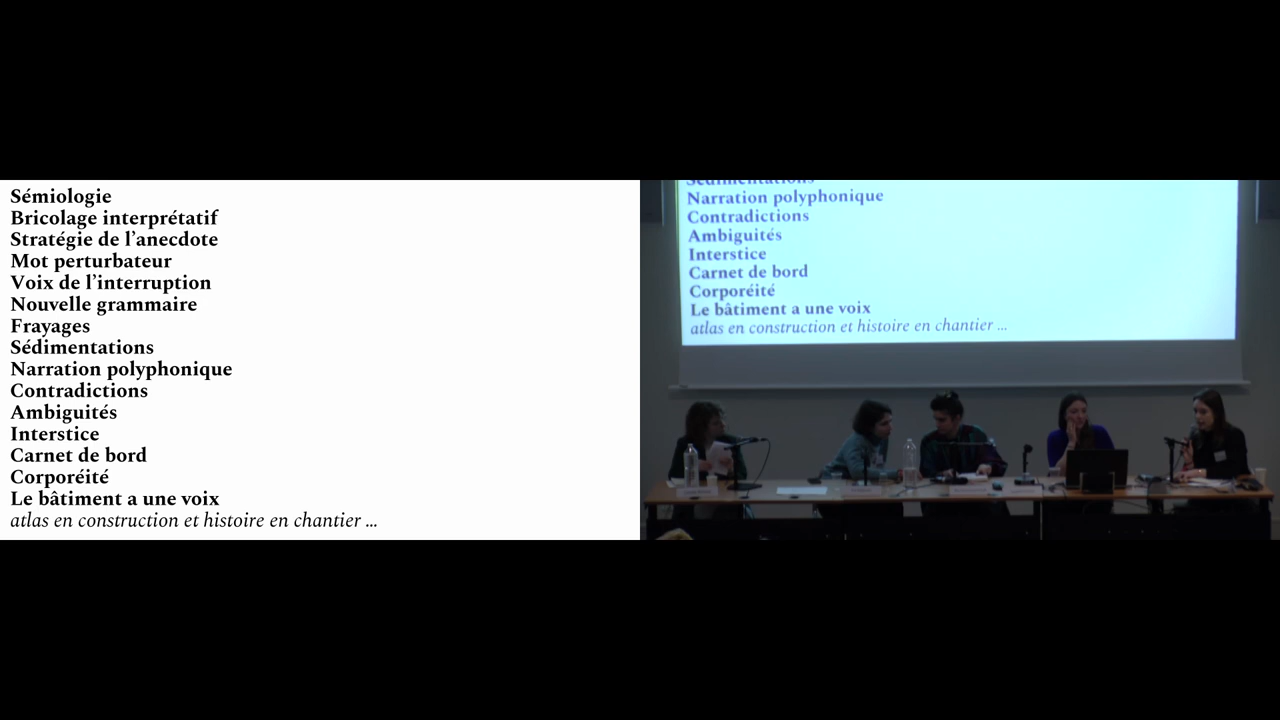 Sémiologie
Bricolage interprétatif
Stratégie de l'anecdote
Mot perturbateur
Voix de l'interruption
Nouvelle grammaire
Frayages
Sédimentations
Narration polyphonique
Contradictions
Ambiguités
Interstice
Carnet de bord
Corporéité
Le bâtiment a une voix
atlas en construction et histoire en chantier ...
Sédimentations
Narration polyphonique
Contradictions
Ambiguités
Interstice
Carnet de bord
Corporéité
Le bâtiment a une voix
atlas en construction et histoire en chantier ...